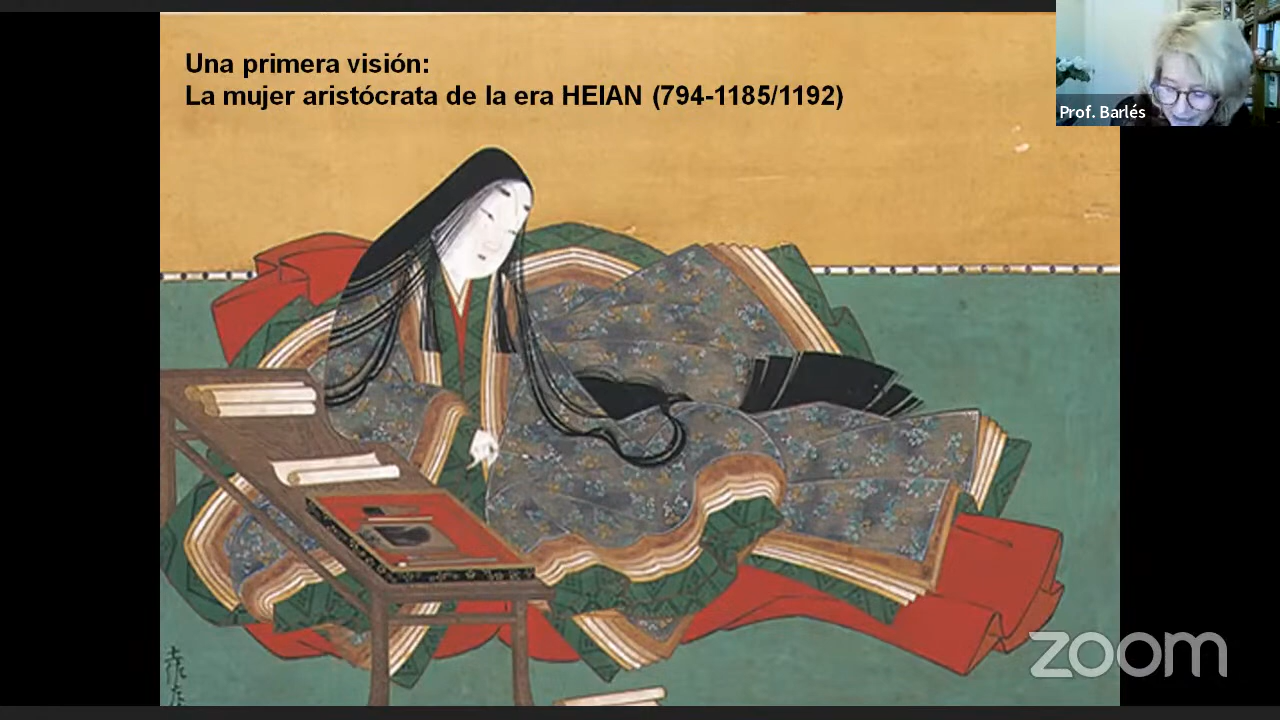 Una primera visión:
La mujer aristócrata de la era HEIAN (794-1185/1192)
Prof. Barlés
zoom